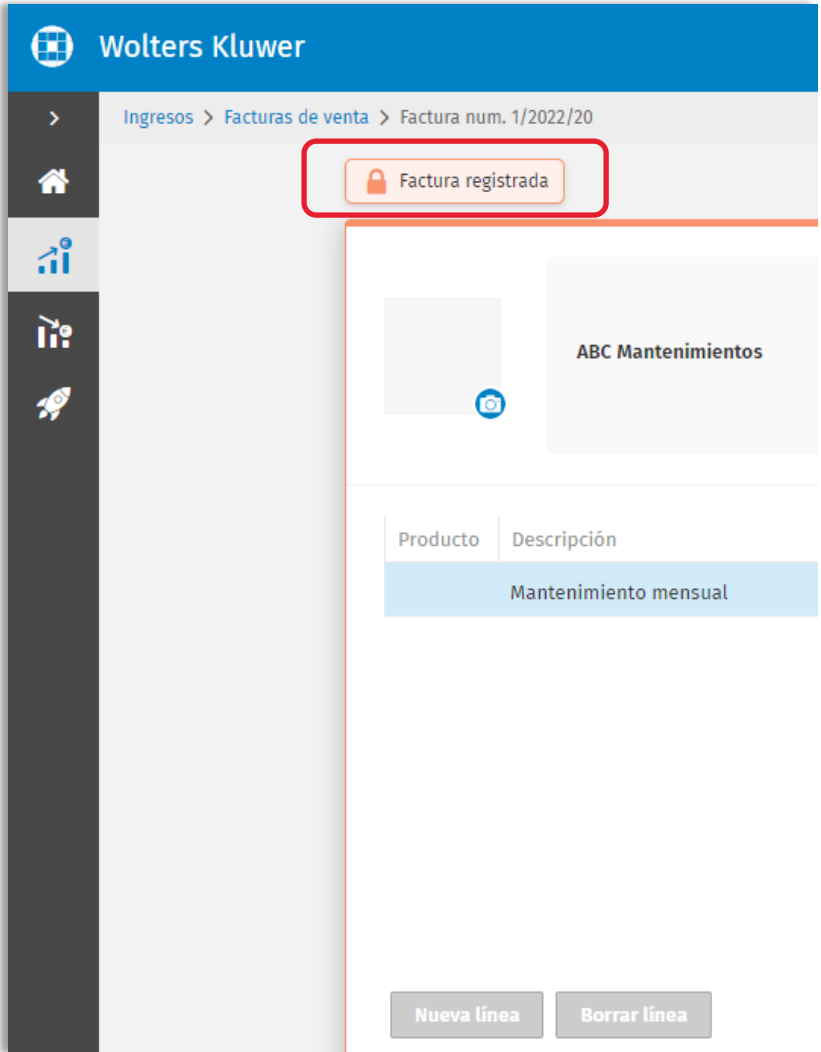 Wolters Kluwer
Ingresos > Facturas de venta > Factura num. 1/2022/20
Factura registrada
ABC Mantenimientos
Producto Descripción
Mantenimiento mensual
Nueva línea Borrar línea